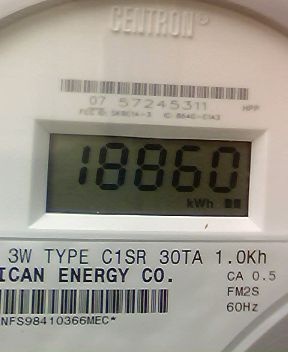 CENTRON®
07 57245311 HPP
18860
kWh
3W TYPE C1SR 30TA 1.0Kh
ICAN ENERGY CO.
CA 0.5
FM2S
60Hz
NFS98410366MEC*